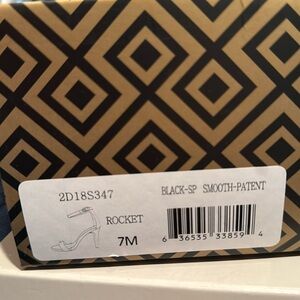 2D18S347
BLACK-SP SMOOTH-PATENT
ROCKET
7M
6 36535 33859 4